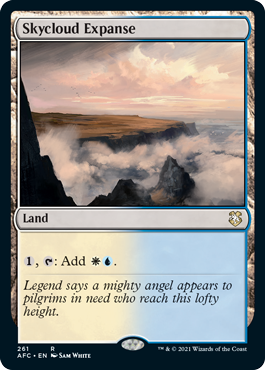 Skycloud Expanse
Land
1, T: Add WU.
Legend says a mighty angel appears to
pilgrims in need who reach this lofty
height.
261 R
AFC • EN SAM WHITE
™ & © 2021 Wizards of the Coast